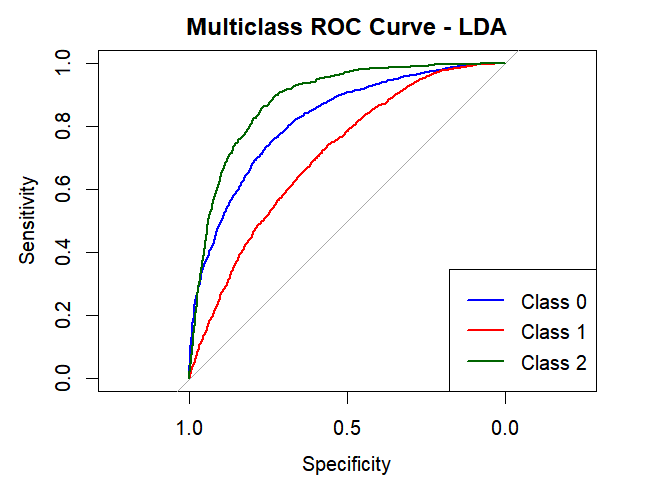 Multiclass ROC Curve - LDA
Sensitivity
1.0
0.8
0.6
0.4
0.2
0.0
Class 0
Class 1
Class 2
1.0 0.5 0.0
Specificity